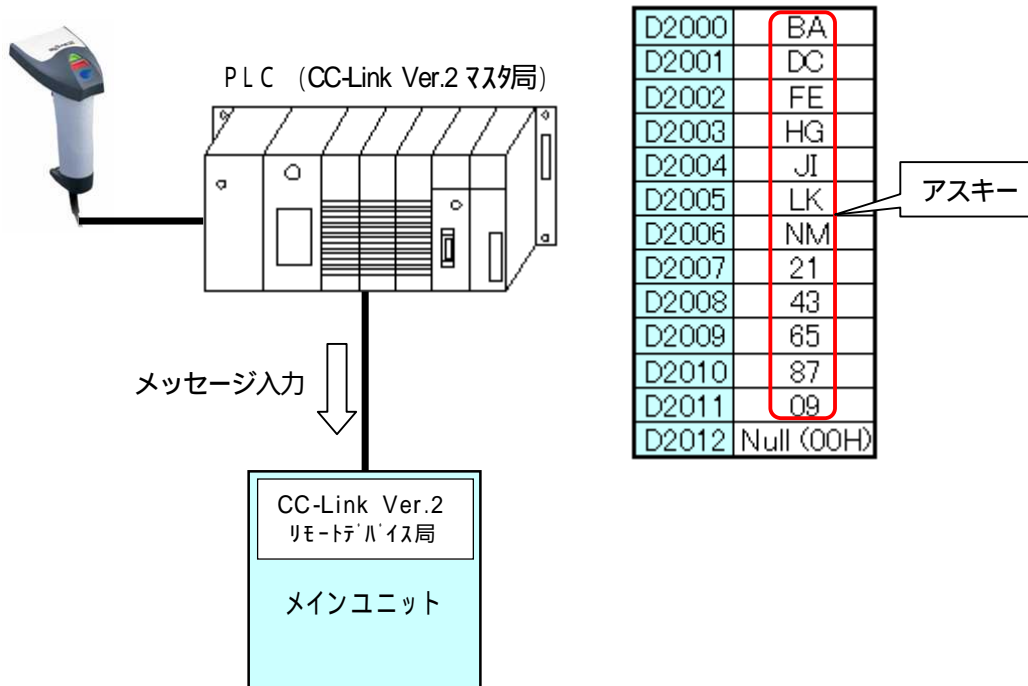 PLC (CC-Link Ver.2 ﾏｽﾀ局)
メッセージ入力
CC-Link Ver.2
ﾘﾓｰﾄﾃﾞﾊﾞｲｽ局
メインユニット
D2000 BA
D2001 DC
D2002 FE
D2003 HG
D2004 JI
D2005 LK
D2006 NM
D2007 21
D2008 43
D2009 65
D2010 87
D2011 09
D2012 Null (00H)
アスキー